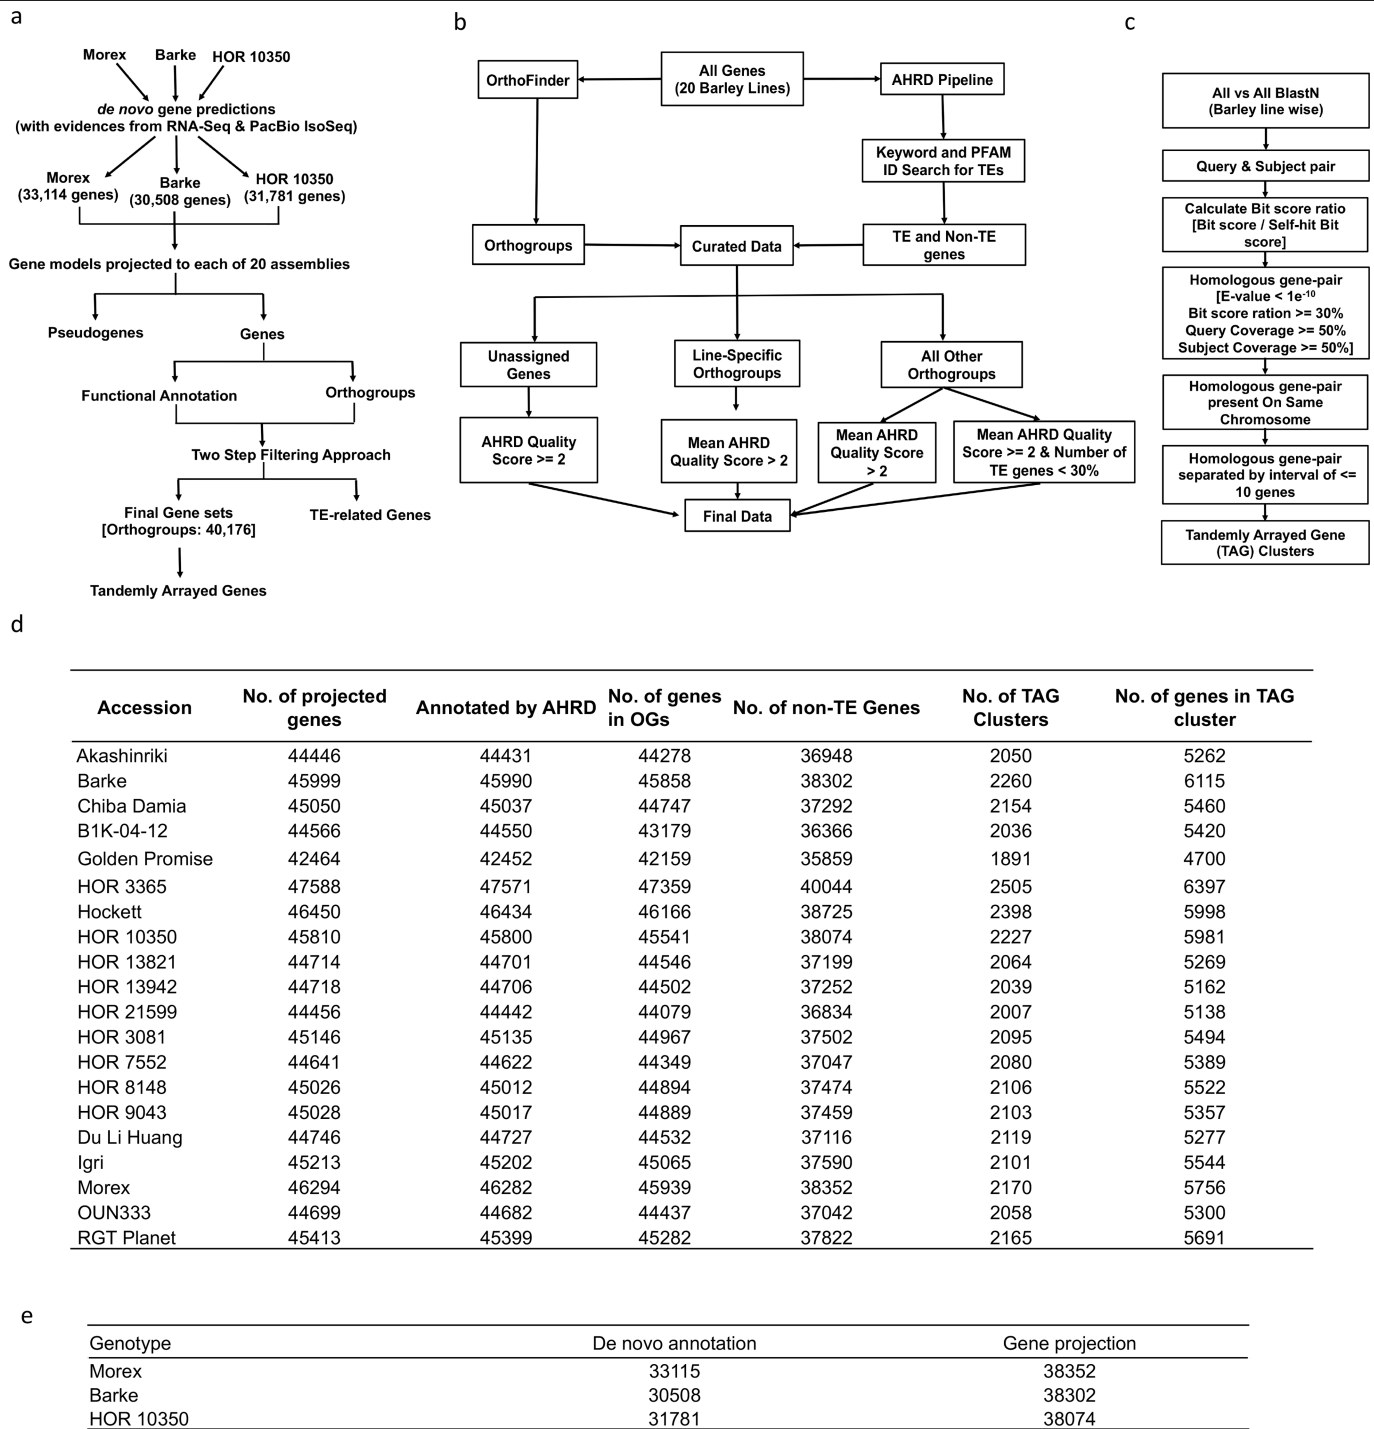 a
Morex
Barke
HOR 10350
de novo gene predictions
(with evidences from RNA-Seq & PacBio IsoSeq)
Morex
(33,114 genes)
Barke
(30,508 genes)
HOR 10350
(31,781 genes)
Gene models projected to each of 20 assemblies
Pseudogenes
Genes
Functional Annotation
Orthogroups
Two Step Filtering Approach
Final Gene sets
[Orthogroups: 40,176]
TE-related Genes
Tandemly Arrayed Genes
b
OrthoFinder
All Genes
(20 Barley Lines)
AHRD Pipeline
Keyword and PFAM
ID Search for TEs
Orthogroups
Curated Data
TE and Non-TE
genes
Unassigned
Genes
Line-Specific
Orthogroups
All Other
Orthogroups
AHRD Quality
Score >= 2
Mean AHRD
Quality Score > 2
Mean AHRD
Quality Score
> 2
Mean AHRD Quality
Score >= 2 & Number of
TE genes < 30%
Final Data
c
All vs All BlastN
(Barley line wise)
Query & Subject pair
Calculate Bit score ratio
[Bit score / Self-hit Bit
score]
Homologous gene-pair
[E-value < 1e-10
Bit score ration >= 30%
Query Coverage >= 50%
Subject Coverage >= 50%]
Homologous gene-pair
present On Same
Chromosome
Homologous gene-pair
separated by interval of <=
10 genes
Tandemly Arrayed Gene
(TAG) Clusters
d
Accession No. of projected genes Annotated by AHRD No. of genes in OGs No. of non-TE Genes No. of TAG Clusters No. of genes in TAG cluster
Akashinriki 44446 44431 44278 36948 2050 5262
Barke 45999 45990 45858 38302 2260 6115
Chiba Damia 45050 45037 44747 37292 2154 5460
B1K-04-12 44566 44550 43179 36366 2036 5420
Golden Promise 42464 42452 42159 35859 1891 4700
HOR 3365 47588 47571 47359 40044 2505 6397
Hockett 46450 46434 46166 38725 2398 5998
HOR 10350 45810 45800 45541 38074 2227 5981
HOR 13821 44714 44701 44546 37199 2064 5269
HOR 13942 44718 44706 44502 37252 2039 5162
HOR 21599 44456 44442 44079 36834 2007 5138
HOR 3081 45146 45135 44967 37502 2095 5494
HOR 7552 44641 44622 44349 37047 2080 5389
HOR 8148 45026 45012 44894 37474 2106 5522
HOR 9043 45028 45017 44889 37459 2103 5357
Du Li Huang 44746 44727 44532 37116 2119 5277
Igri 45213 45202 45065 37590 2101 5544
Morex 46294 46282 45939 38352 2170 5756
OUN333 44699 44682 44437 37042 2058 5300
RGT Planet 45413 45399 45282 37822 2165 5691
e
Genotype De novo annotation Gene projection
Morex 33115 38352
Barke 30508 38302
HOR 10350 31781 38074